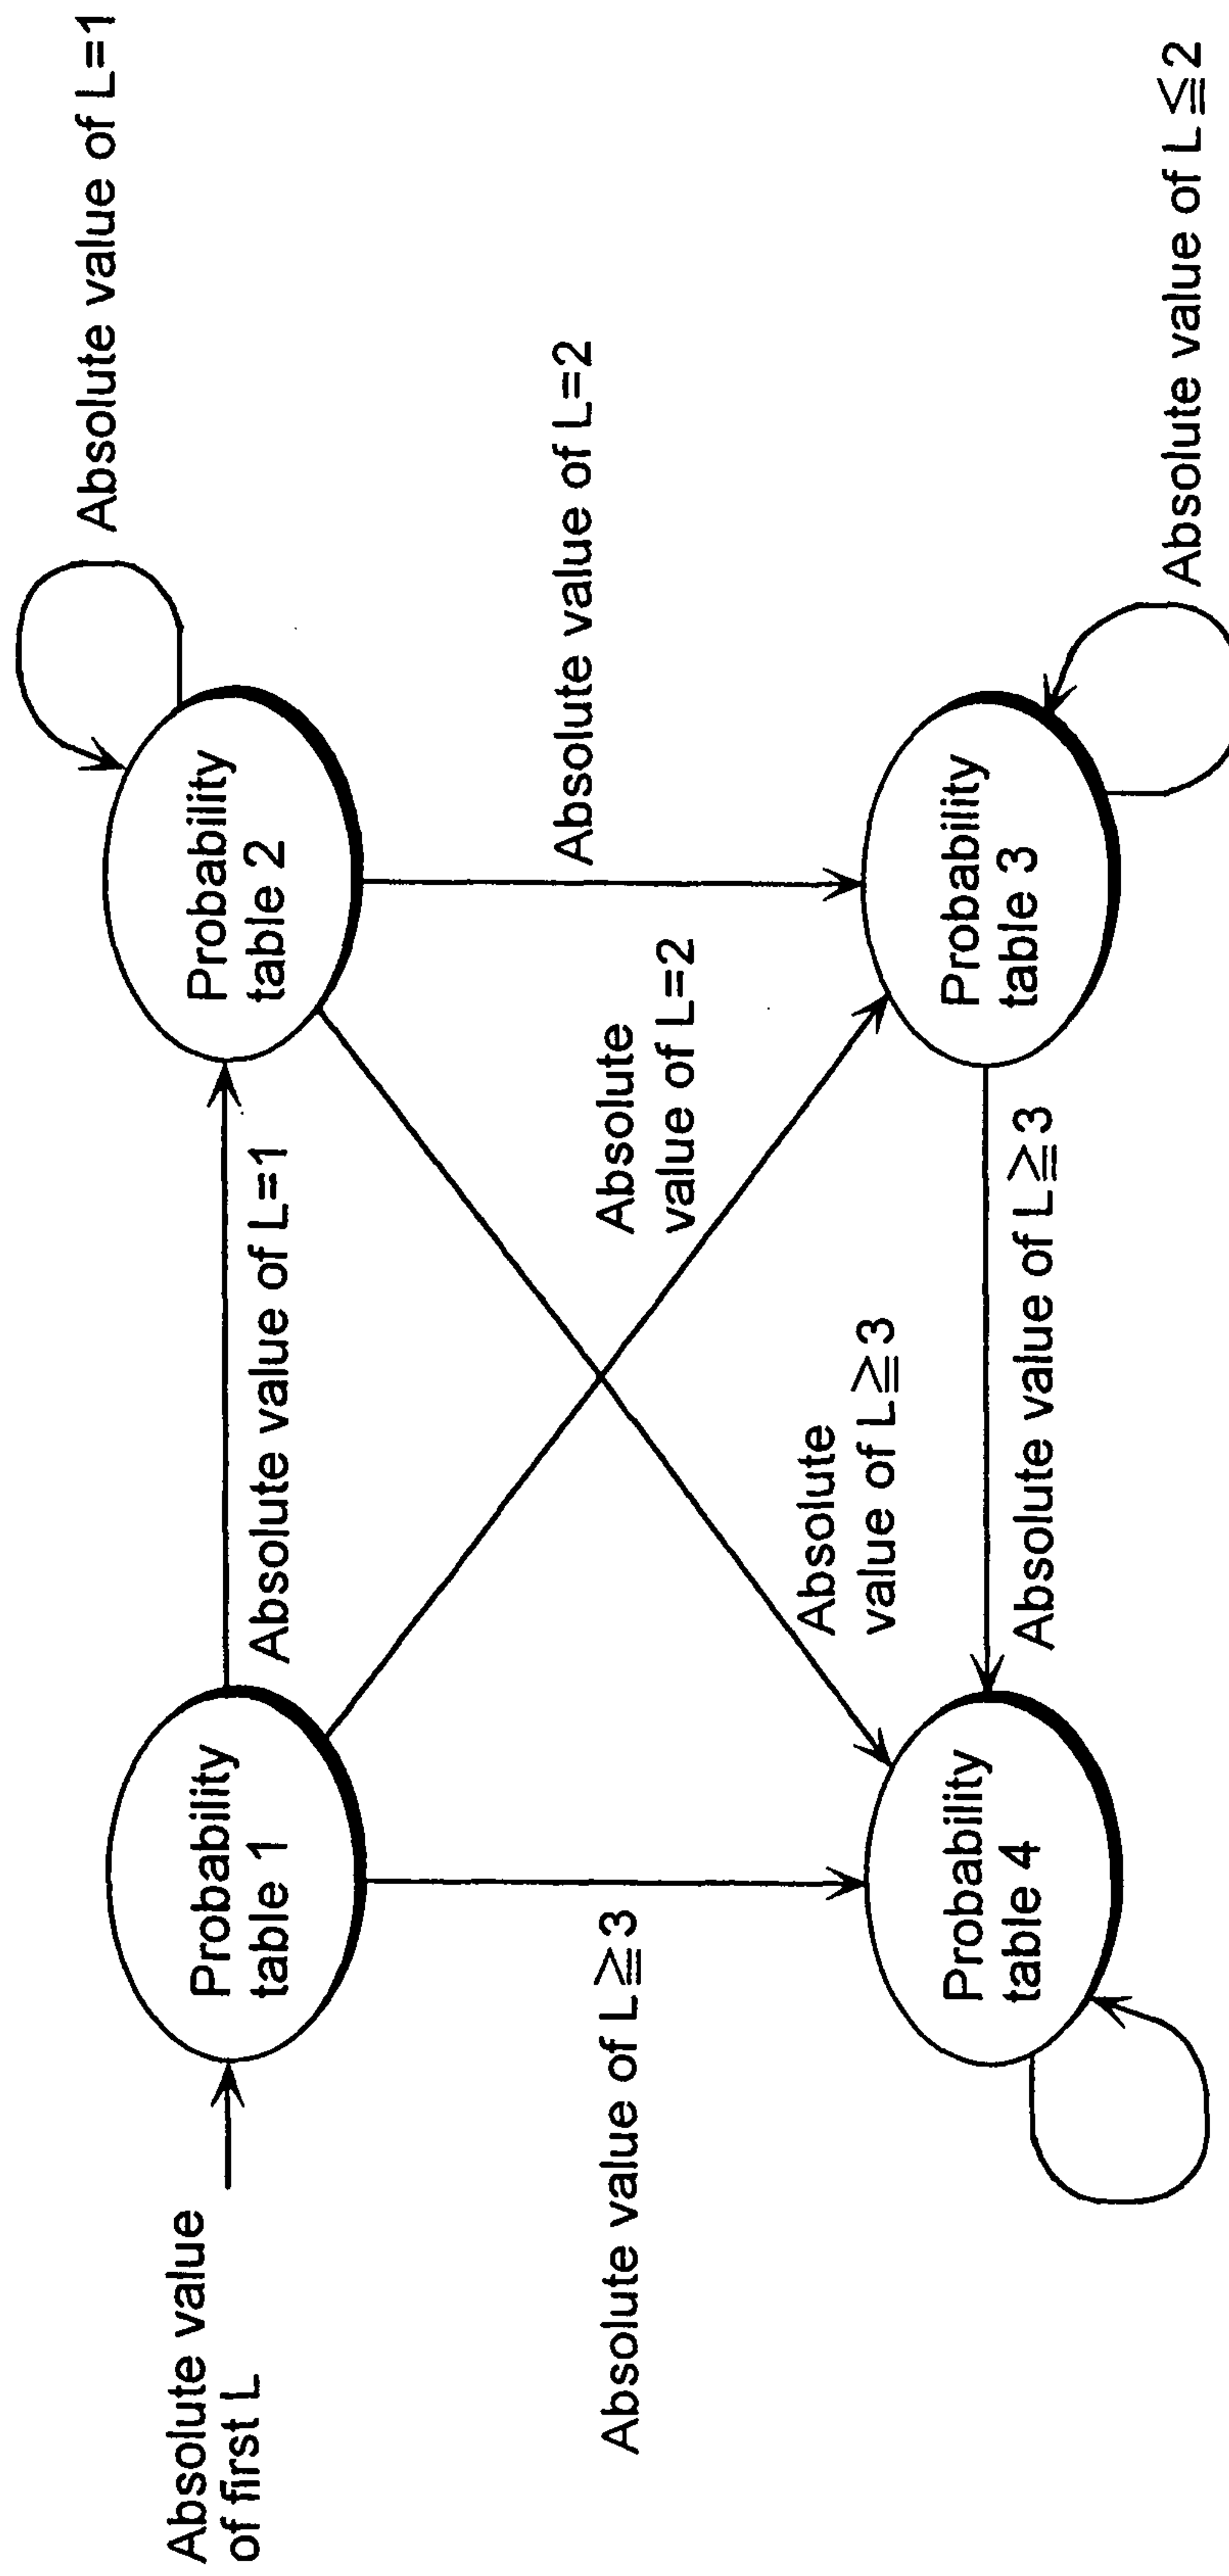 Absolute value
of first L
Probability
table 1
Absolute value of L=1
Probability
table 2
Absolute value of L=1
Absolute value of L≧3
Absolute
value of L≧3
Absolute
value of L=2
Absolute value of L=2
Probability
table 4
Absolute value of L≧3
Probability
table 3
Absolute value of L≦2